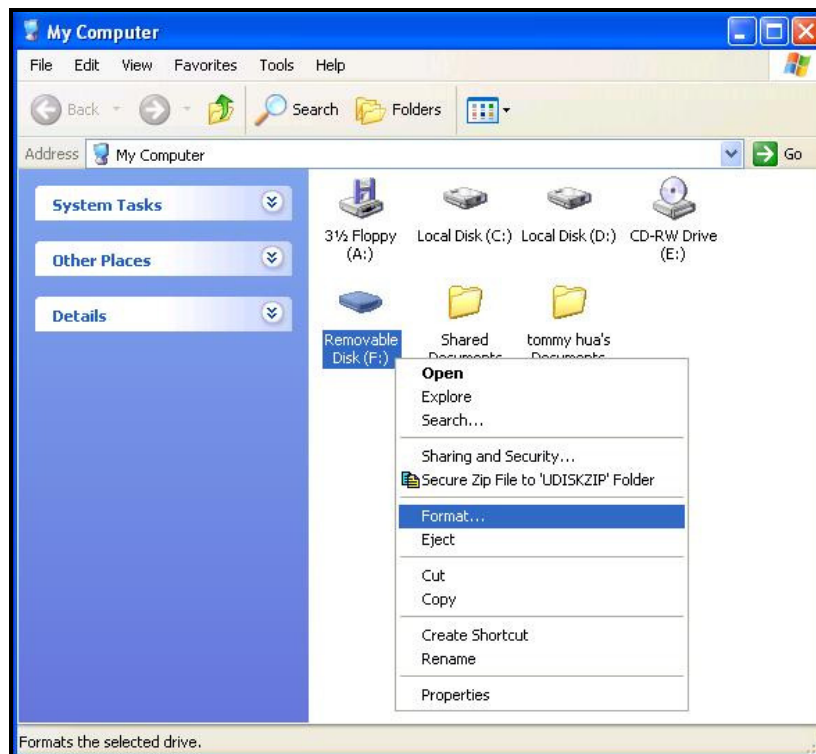 My Computer
File Edit View Favorites Tools Help
Back Search Folders
Address My Computer Go
System Tasks
Other Places
Details
3½ Floppy (A:)
Local Disk (C:)
Local Disk (D:)
CD-RW Drive (E:)
Removable Disk (F:)
Shared Documents
tommy hua's Documents
Open
Explore
Search...
Sharing and Security...
Secure Zip File to 'UDISKZIP' Folder
Format...
Eject
Cut
Copy
Create Shortcut
Rename
Properties
Formats the selected drive.